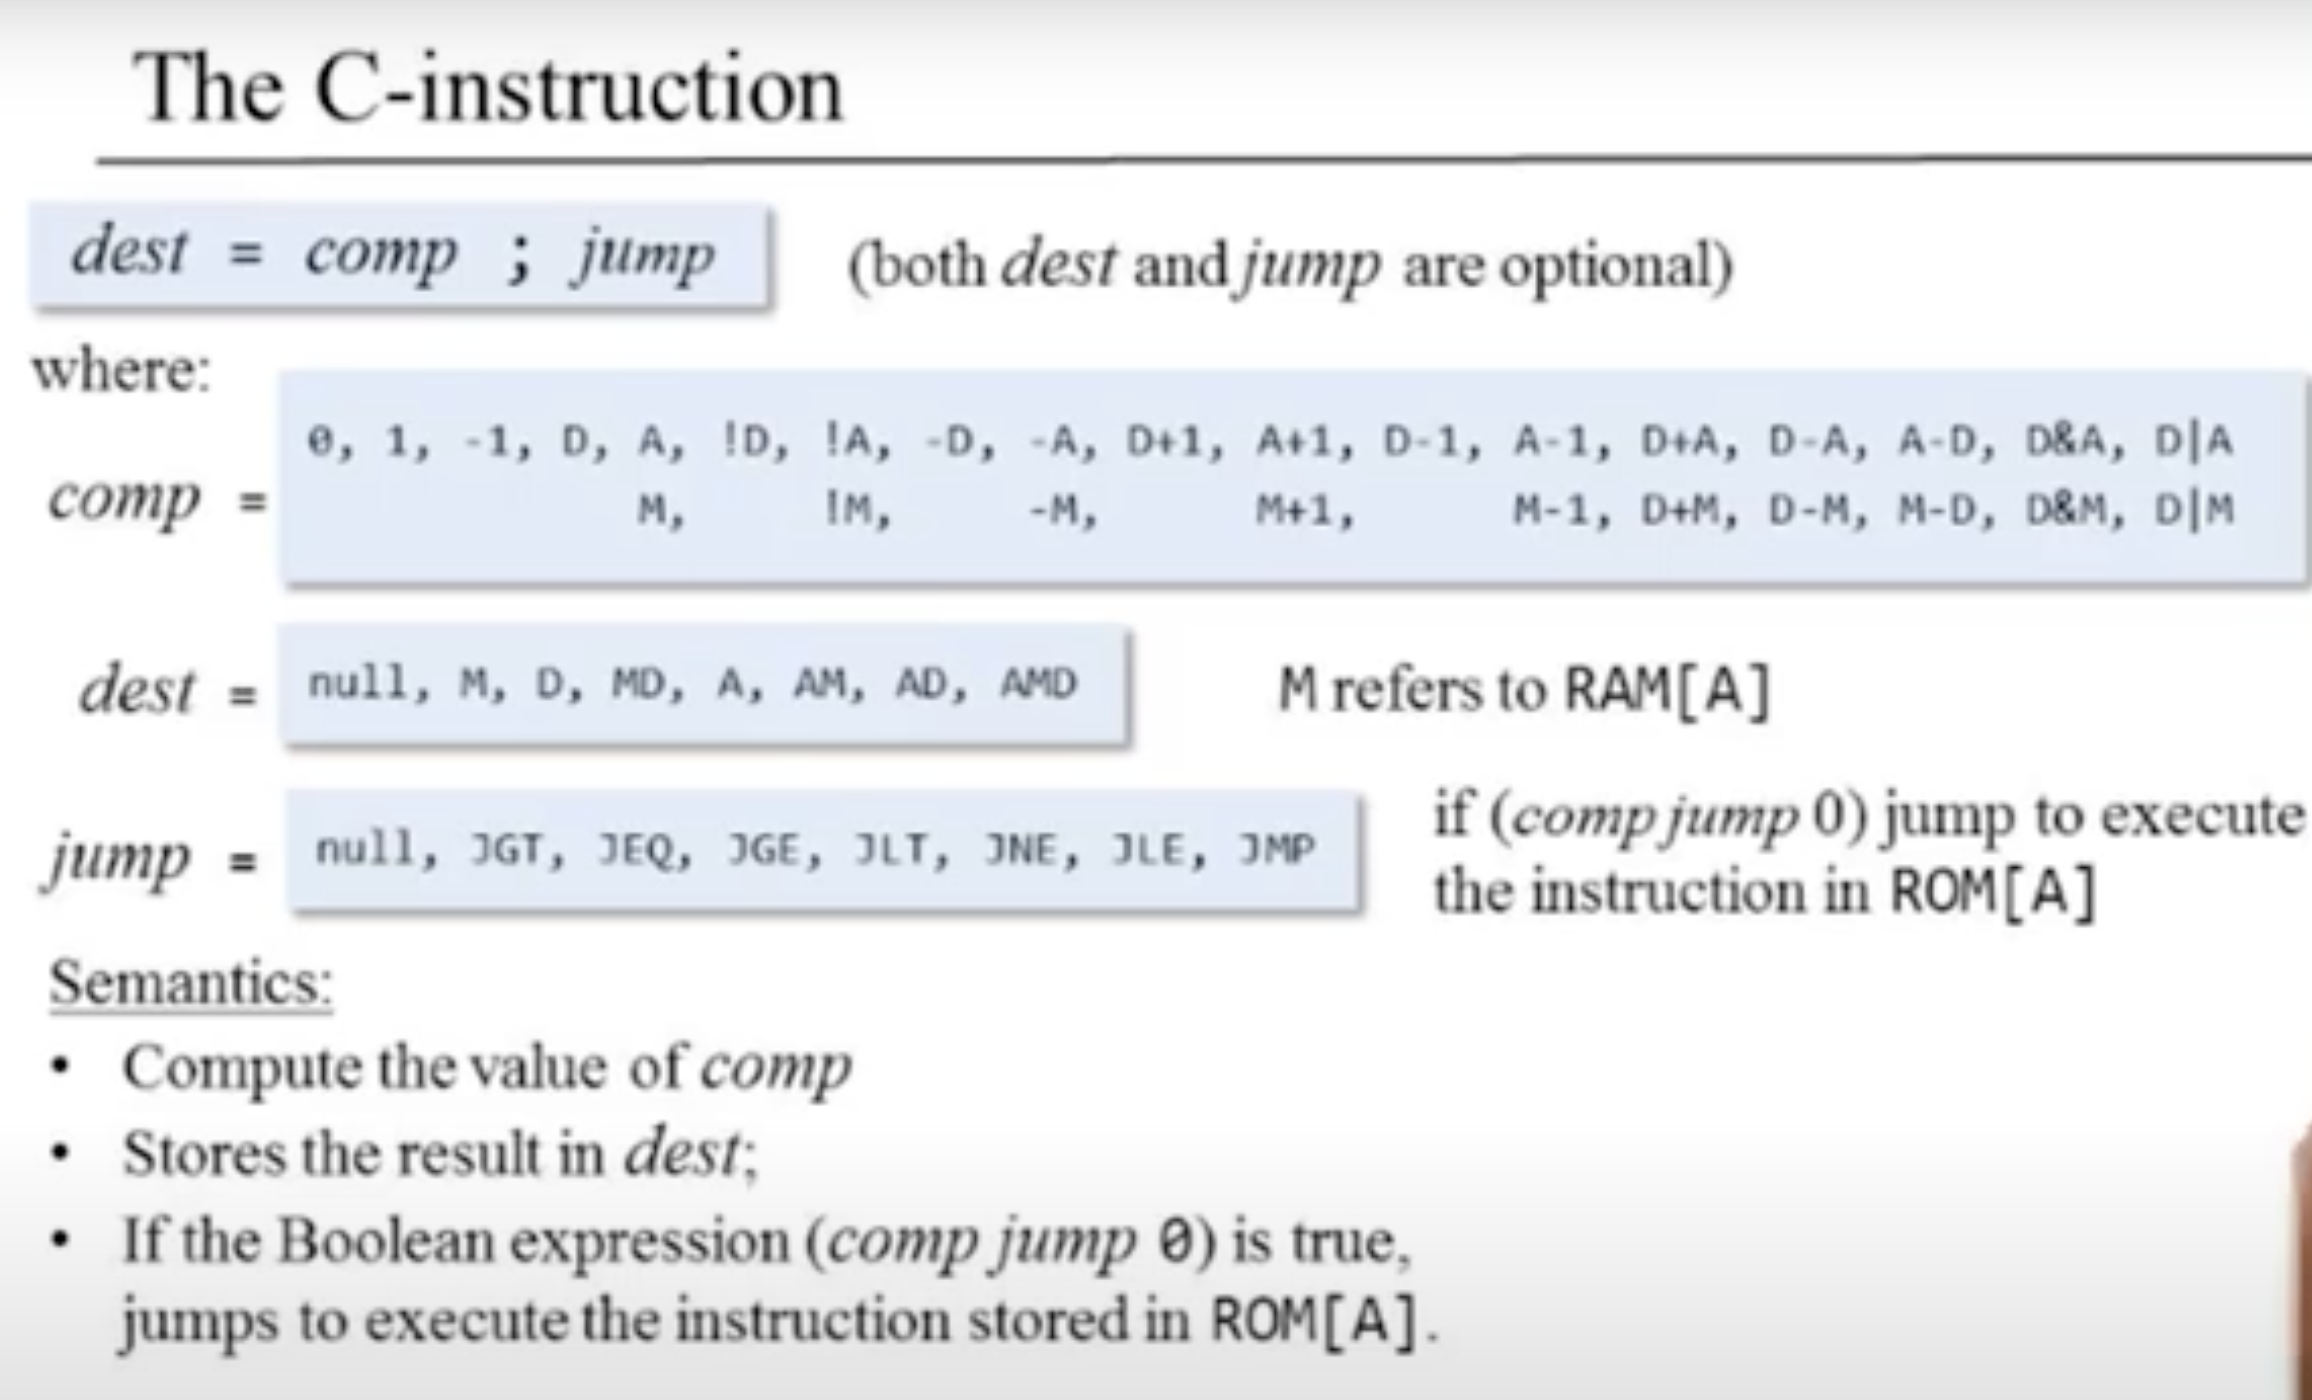 The C-instruction
dest = comp ; jump (both dest and jump are optional)
where:
comp =
0, 1, -1, D, A, !D, !A, -D, -A, D+1, A+1, D-1, A-1, D+A, D-A, A-D, D&A, D|A
M, !M, -M, M+1, M-1, D+M, D-M, M-D, D&M, D|M
dest = null, M, D, MD, A, AM, AD, AMD M refers to RAM[A]
jump = null, JGT, JEQ, JGE, JLT, JNE, JLE, JMP
if (comp jump 0) jump to execute
the instruction in ROM[A]
Semantics:
• Compute the value of comp
• Stores the result in dest;
• If the Boolean expression (comp jump 0) is true,
jumps to execute the instruction stored in ROM[A].